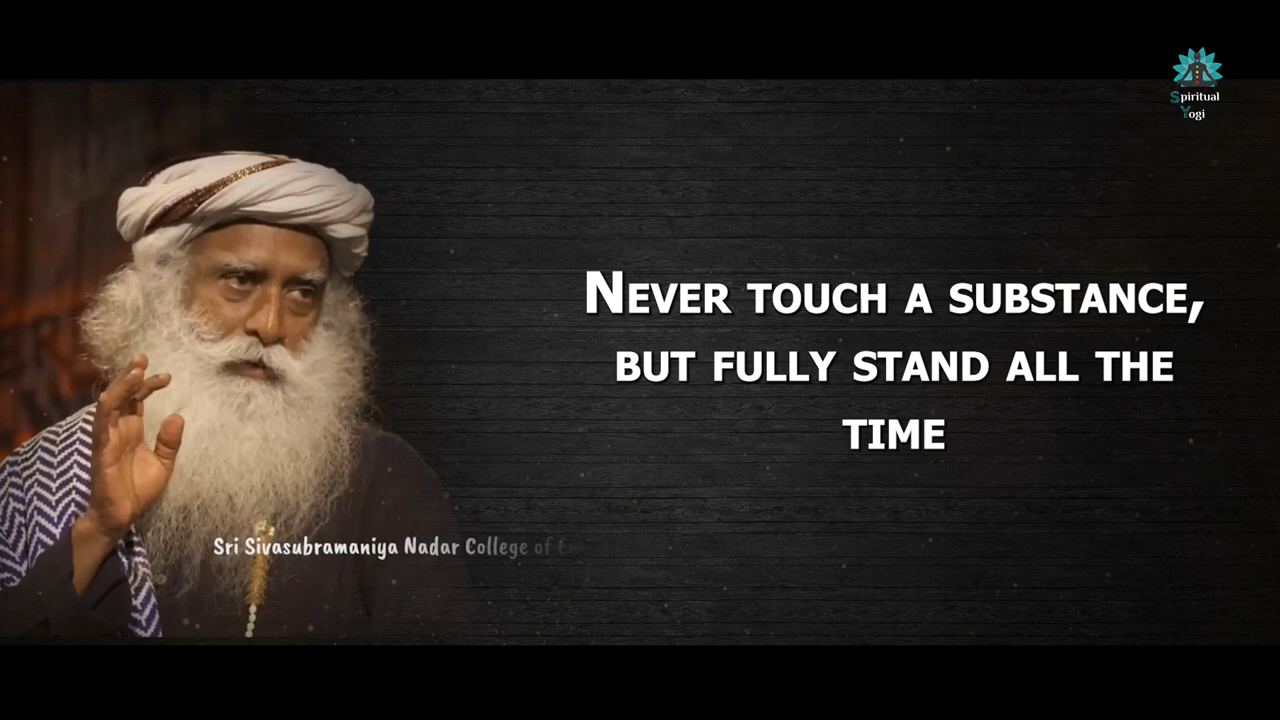 Spiritual
Yogi
Never touch a substance,
but fully stand all the
time
Sri Sivasubramaniya Nadar College of